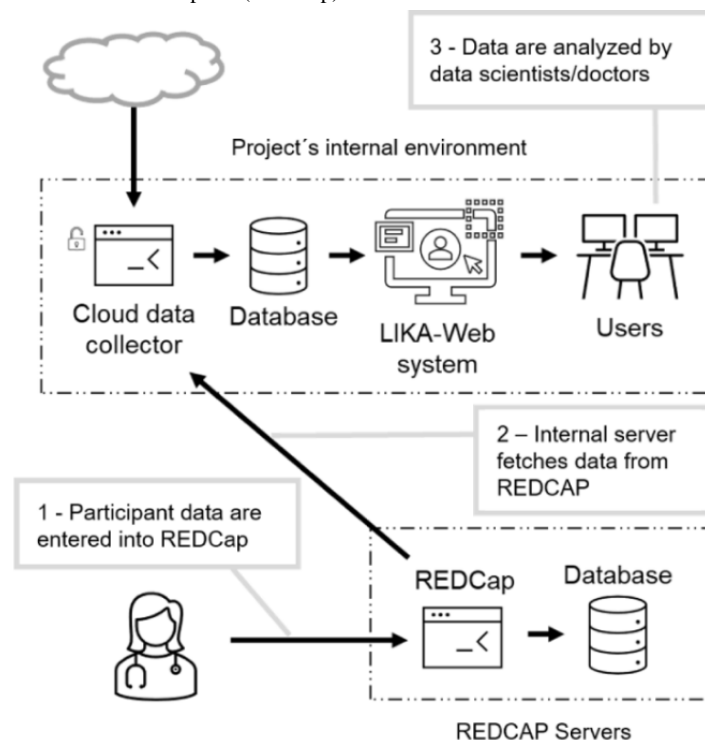 3 - Data are analyzed by
data scientists/doctors
Project´s internal environment
Cloud data
collector
Database
LIKA-Web
system
Users
2 – Internal server
fetches data from
REDCAP
1 - Participant data are
entered into REDCap
REDCap
Database
REDCAP Servers